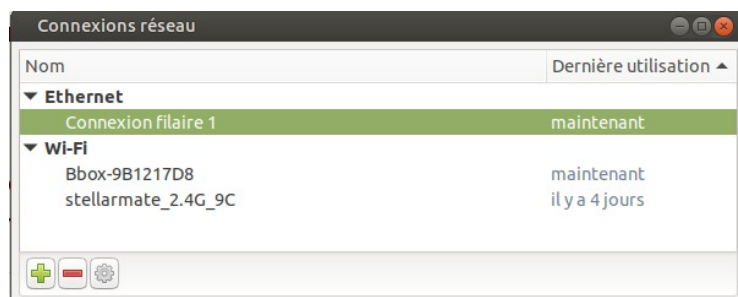 Connexions réseau
Nom Dernière utilisation
Ethernet
Connexion filaire 1 maintenant
Wi-Fi
Bbox-9B1217D8 maintenant
stellarmate_2.4G_9C il y a 4 jours